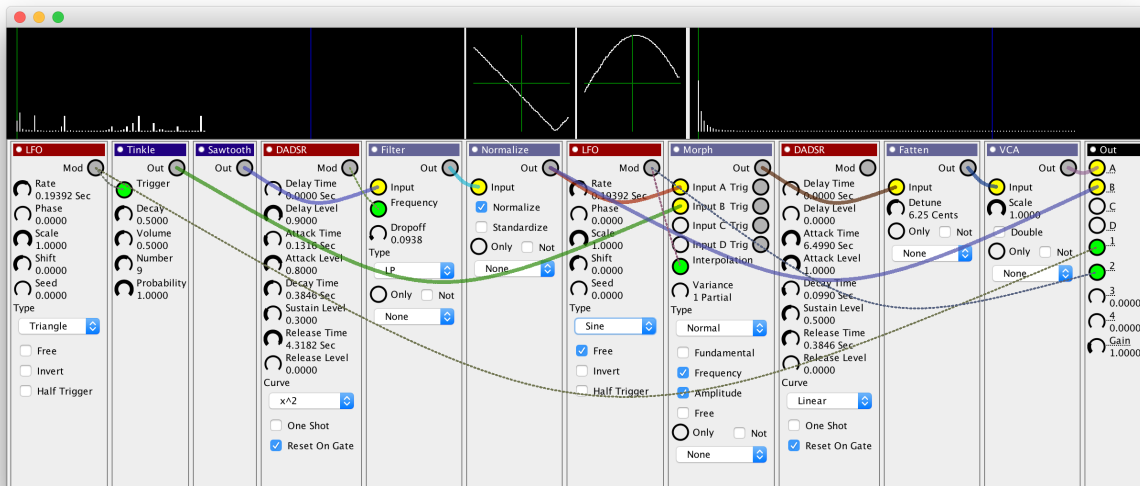 LFO
Mod
Rate
0.19392 Sec
Phase
0.0000
Scale
1.0000
Shift
0.0000
Seed
0.0000
Type
Triangle
Free
Invert
Half Trigger
Tinkle
Out
Trigger
Decay
0.5000
Volume
0.5000
Number
9
Probability
1.0000
Sawtooth
Out
DADSR
Mod
Delay Time
0.0000 Sec
Delay Level
0.9000
Attack Time
0.1316 Sec
Attack Level
0.8000
Decay Time
0.3846 Sec
Sustain Level
0.3000
Release Time
4.3182 Sec
Release Level
0.0000
Curve
x^2
One Shot
Reset On Gate
Filter
Out
Input
Frequency
Dropoff
0.0938
Type
LP
Only Not
None
Normalize
Out
Input
Normalize
Standardize
Only Not
None
LFO
Mod
Rate
0.19392 Sec
Phase
0.0000
Scale
1.0000
Shift
0.0000
Seed
0.0000
Type
Sine
Free
Invert
Half Trigger
Morph
Out
Input A Trig
Input B Trig
Input C Trig
Input D Trig
Interpolation
Variance
1 Partial
Normal
Fundamental
Frequency
Amplitude
Free
Only Not
None
DADSR
Mod
Delay Time
0.0000 Sec
Delay Level
0.0000
Attack Time
6.4990 Sec
Attack Level
1.0000
Decay Time
0.0990 Sec
Sustain Level
0.5000
Release Time
0.3846 Sec
Release Level
0.0000
Curve
Linear
One Shot
Reset On Gate
Fatten
Out
Input
Detune
6.25 Cents
Only Not
None
VCA
Out
Input
Scale
1.0000
Double
Only Not
None
Out
A
B
C
D
1
2
3
0.0000
4
0.0000
Gain
1.0000